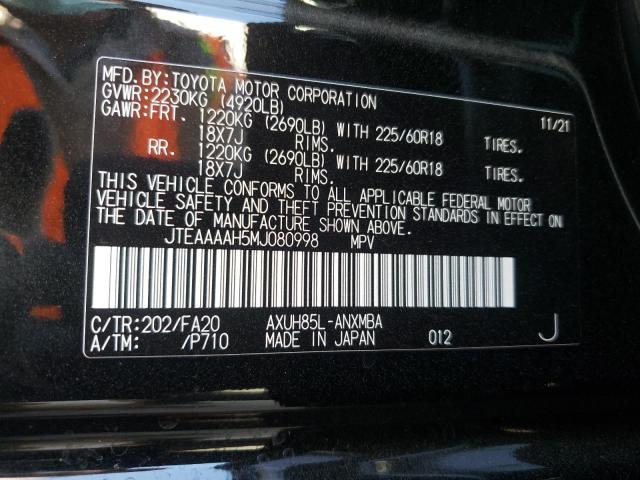 MFD.BY:TOYOTA MOTOR CORPORATION 11/21
GVWR:2230KG (4920LB)
GAWR:FRT. 1220KG (2690LB) WITH 225/60R18 TIRES.
18X7J RIMS.
RR. 1220KG (2690LB) WITH 225/60R18 TIRES.
18X7J RIMS.
THIS VEHICLE CONFORMS TO ALL APPLICABLE FEDERAL MOTOR
VEHICLE SAFETY AND THEFT PREVENTION STANDARDS IN EFFECT ON
THE DATE OF MANUFACTURE SHOWN ABOVE.
JTEAAAAH5MJ080998 MPV
C/TR:202/FA20 AXUH85L-ANXMBA
A/TM: /P710 MADE IN JAPAN 012 J